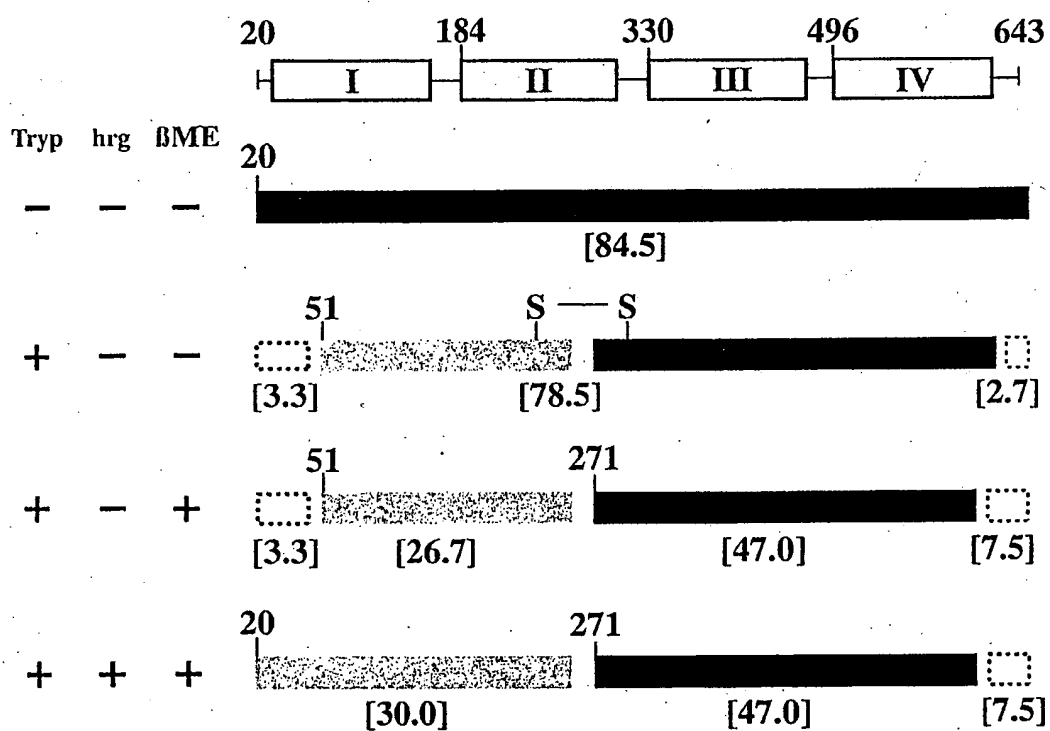 20 184 330 496 643
I II III IV
Tryp hrg βME
20
− − −
[84.5]
51 S S
+ − −
[3.3] [78.5] [2.7]
51 271
+ − +
[3.3] [26.7] [47.0] [7.5]
20 271
+ + +
[30.0] [47.0] [7.5]